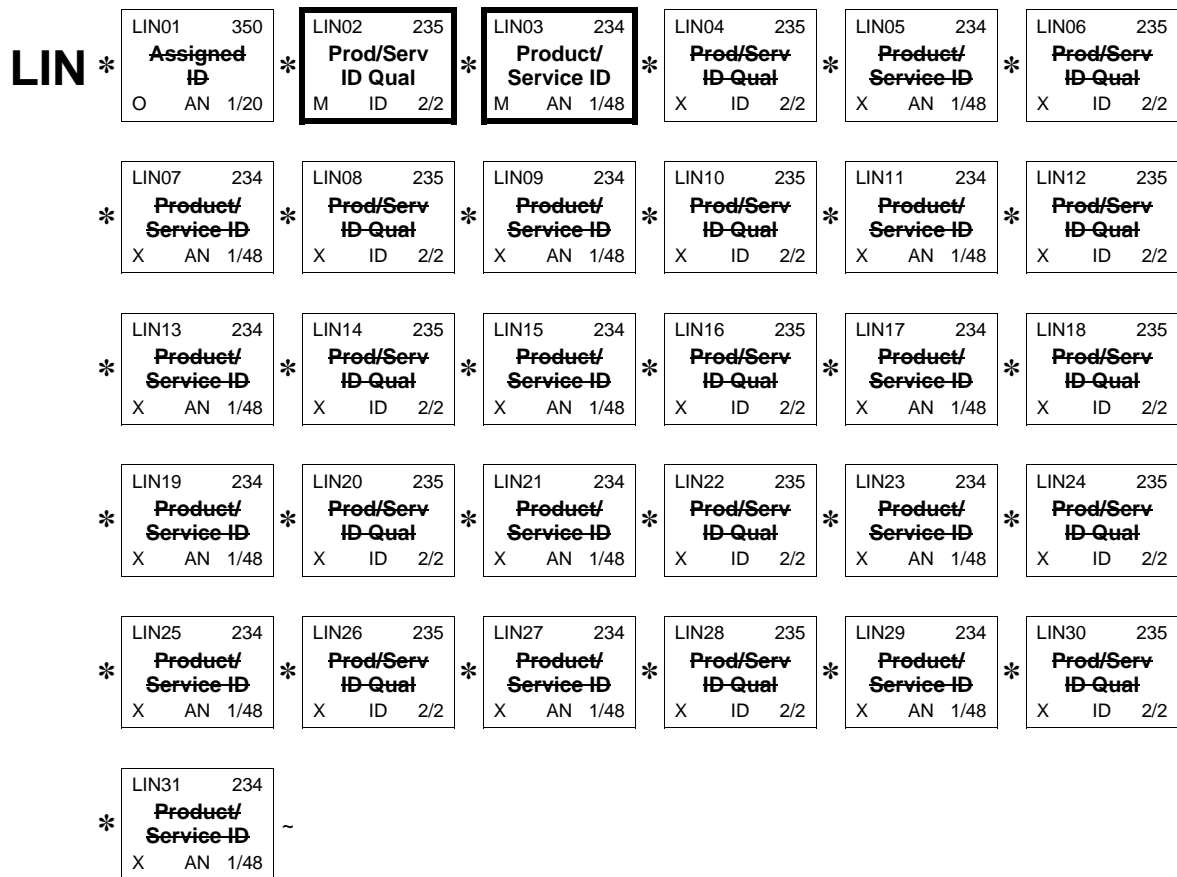 LIN01 350 LIN02 235 LIN03 234 LIN04 235 LIN05 234 LIN06 235
LIN * Assigned * Prod/Serv * Product/ * Prod/Serv * Product/ * Prod/Serv
ID ID Qual Service ID ID Qual Service ID ID Qual
O AN 1/20 M ID 2/2 M AN 1/48 X ID 2/2 X AN 1/48 X ID 2/2
LIN07 234 LIN08 235 LIN09 234 LIN10 235 LIN11 234 LIN12 235
* Product/ * Prod/Serv * Product/ * Prod/Serv * Product/ * Prod/Serv
Service ID ID Qual Service ID ID Qual Service ID ID Qual
X AN 1/48 X ID 2/2 X AN 1/48 X ID 2/2 X AN 1/48 X ID 2/2
LIN13 234 LIN14 235 LIN15 234 LIN16 235 LIN17 234 LIN18 235
* Product/ * Prod/Serv * Product/ * Prod/Serv * Product/ * Prod/Serv
Service ID ID Qual Service ID ID Qual Service ID ID Qual
X AN 1/48 X ID 2/2 X AN 1/48 X ID 2/2 X AN 1/48 X ID 2/2
LIN19 234 LIN20 235 LIN21 234 LIN22 235 LIN23 234 LIN24 235
* Product/ * Prod/Serv * Product/ * Prod/Serv * Product/ * Prod/Serv
Service ID ID Qual Service ID ID Qual Service ID ID Qual
X AN 1/48 X ID 2/2 X AN 1/48 X ID 2/2 X AN 1/48 X ID 2/2
LIN25 234 LIN26 235 LIN27 234 LIN28 235 LIN29 234 LIN30 235
* Product/ * Prod/Serv * Product/ * Prod/Serv * Product/ * Prod/Serv
Service ID ID Qual Service ID ID Qual Service ID ID Qual
X AN 1/48 X ID 2/2 X AN 1/48 X ID 2/2 X AN 1/48 X ID 2/2
LIN31 234
* Product/ ~
Service ID
X AN 1/48